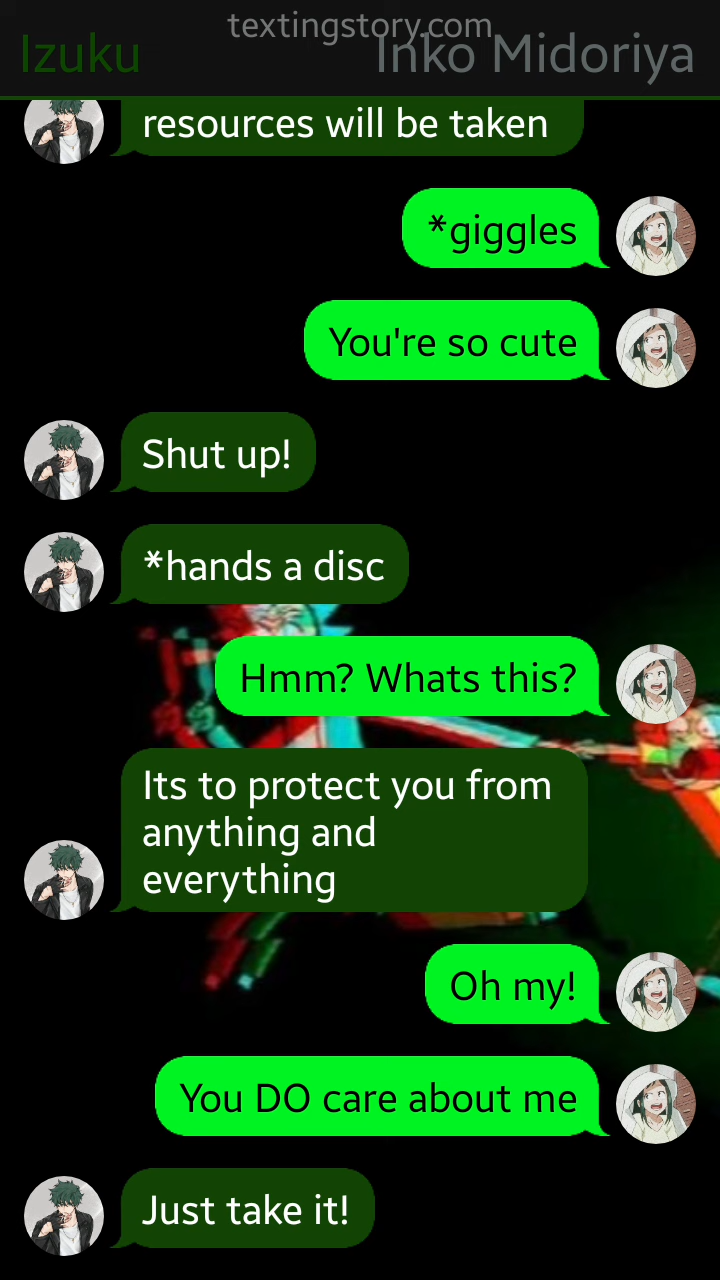 textingstory.com
Izuku
Inko Midoriya
resources will be taken
*giggles
You're so cute
Shut up!
*hands a disc
Hmm? Whats this?
Its to protect you from
anything and
everything
Oh my!
You DO care about me
Just take it!